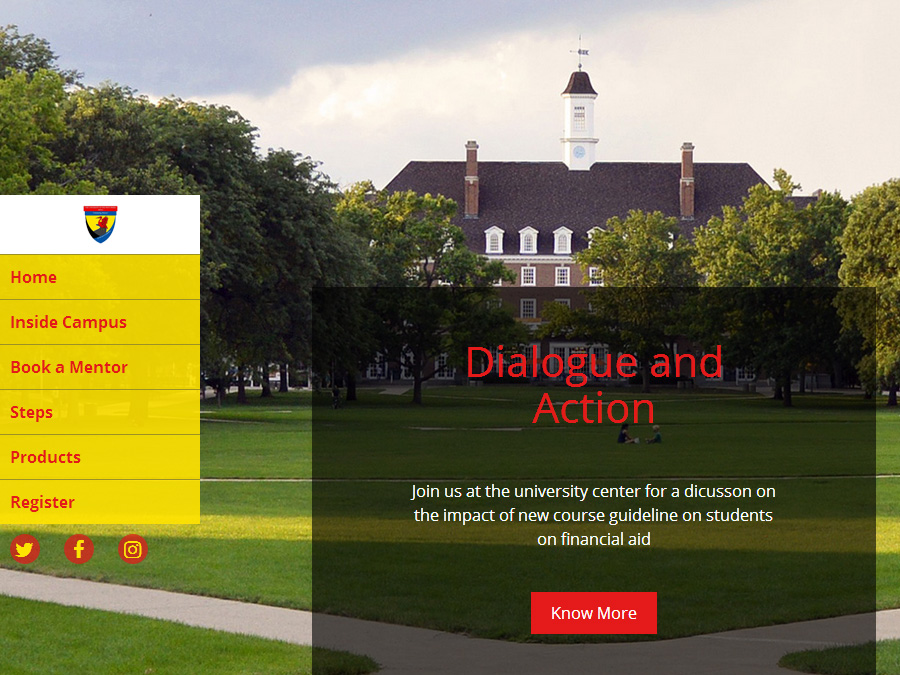 Home
Inside Campus
Book a Mentor
Steps
Products
Register
Dialogue and
Action
Join us at the university center for a dicusson on
the impact of new course guideline on students
on financial aid
Know More